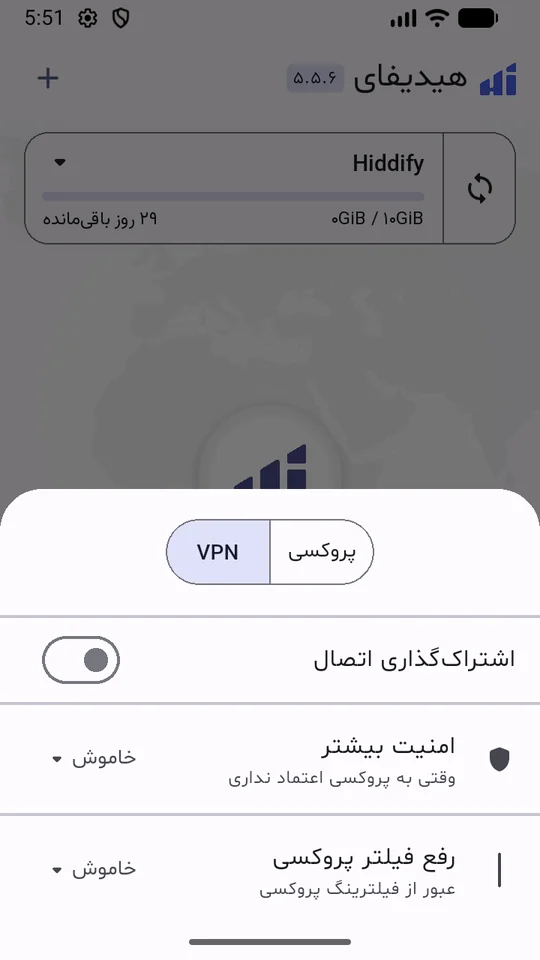 5:51
هیدیفای ۵.۵.۶
Hiddify
۰GiB / ۱۰GiB ۲۹ روز باقی‌مانده
VPN پروکسی
اشتراک‌گذاری اتصال
امنیت بیشتر
وقتی به پروکسی اعتماد نداری
خاموش
رفع فیلتر پروکسی
عبور از فیلترینگ پروکسی
خاموش